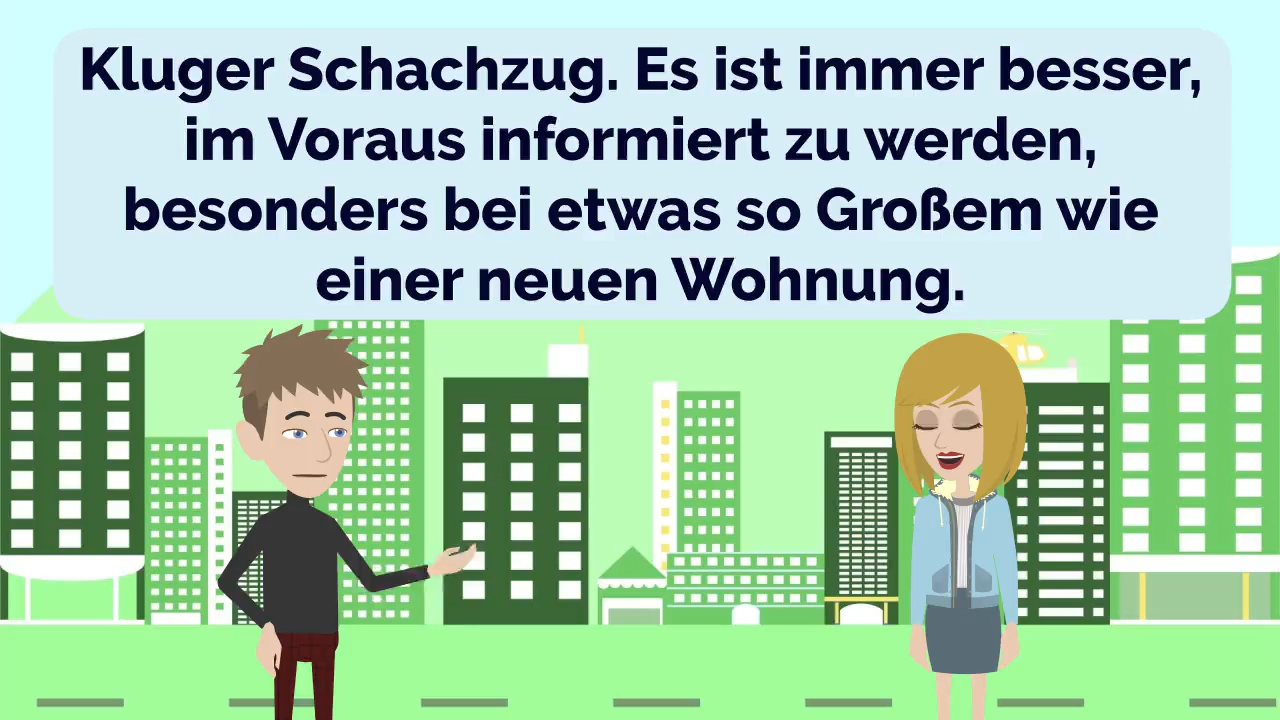 Kluger Schachzug. Es ist immer besser,
im Voraus informiert zu werden,
besonders bei etwas so Großem wie
einer neuen Wohnung.